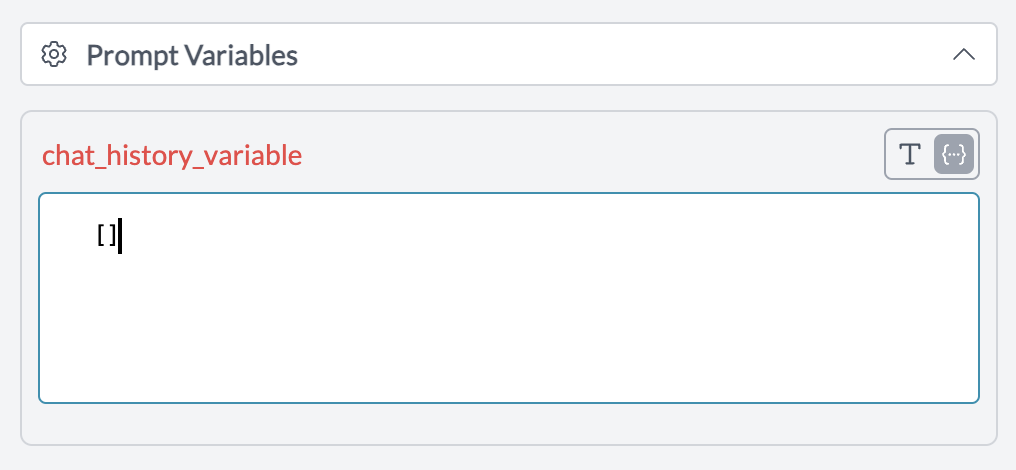 Prompt Variables
chat_history_variable
T {...}
[]